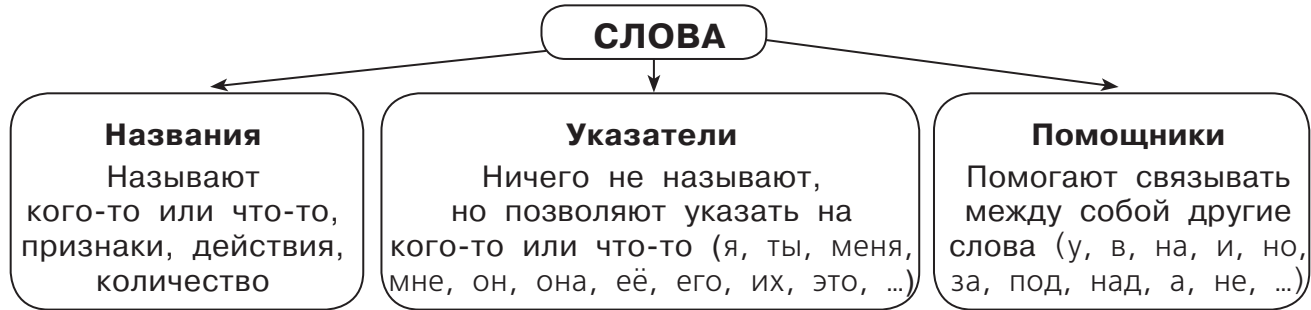 СЛОВА
Названия
Называют
кого-то или что-то,
признаки, действия,
количество
Указатели
Ничего не называют,
но позволяют указать на
кого-то или что-то (я, ты, меня,
мне, он, она, её, его, их, это, …)
Помощники
Помогают связывать
между собой другие
слова (у, в, на, и, но,
за, под, над, а, не, …)